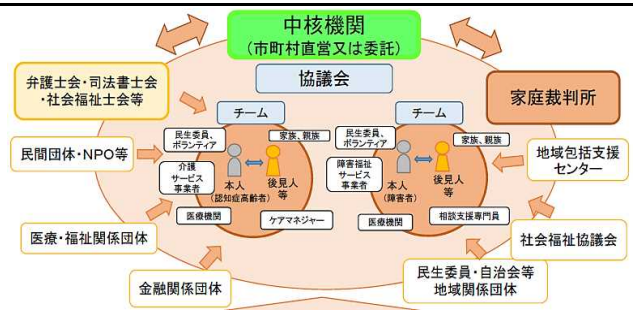 中核機関
(市町村直営又は委託)
協議会
弁護士会・司法書士会
・社会福祉士会等
家庭裁判所
チーム
民生委員、
ボランティア
家族、親族
介護
サービス
事業者
本人
(認知症高齢者)
後見人
等
医療機関
ケアマネジャー
チーム
民生委員、
ボランティア
家族、親族
障害福祉
サービス
事業者
本人
(障害者)
後見人
等
医療機関
相談支援専門員
民間団体・NPO等
地域包括支援
センター
医療・福祉関係団体
社会福祉協議会
金融関係団体
民生委員・自治会等
地域関係団体